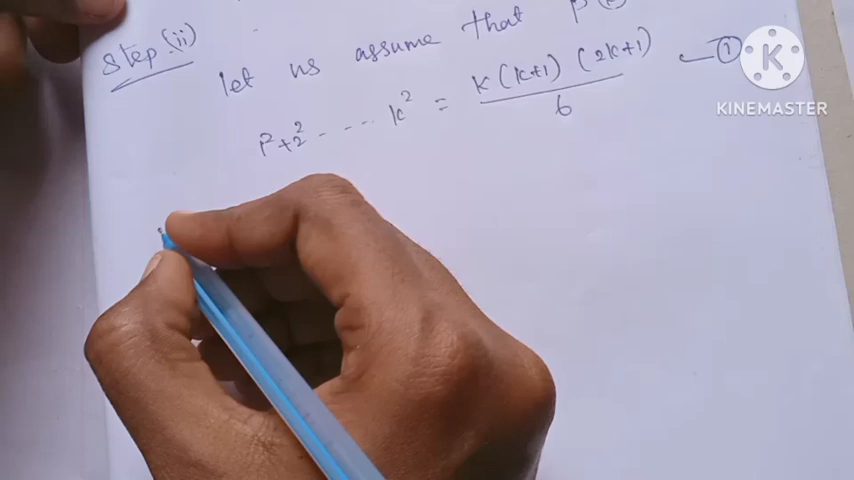 Step (ii)
let us assume that P(
1²+2² - - .... k² = k(k+1) (2k+1) / 6 — ①
K
KINEMASTER